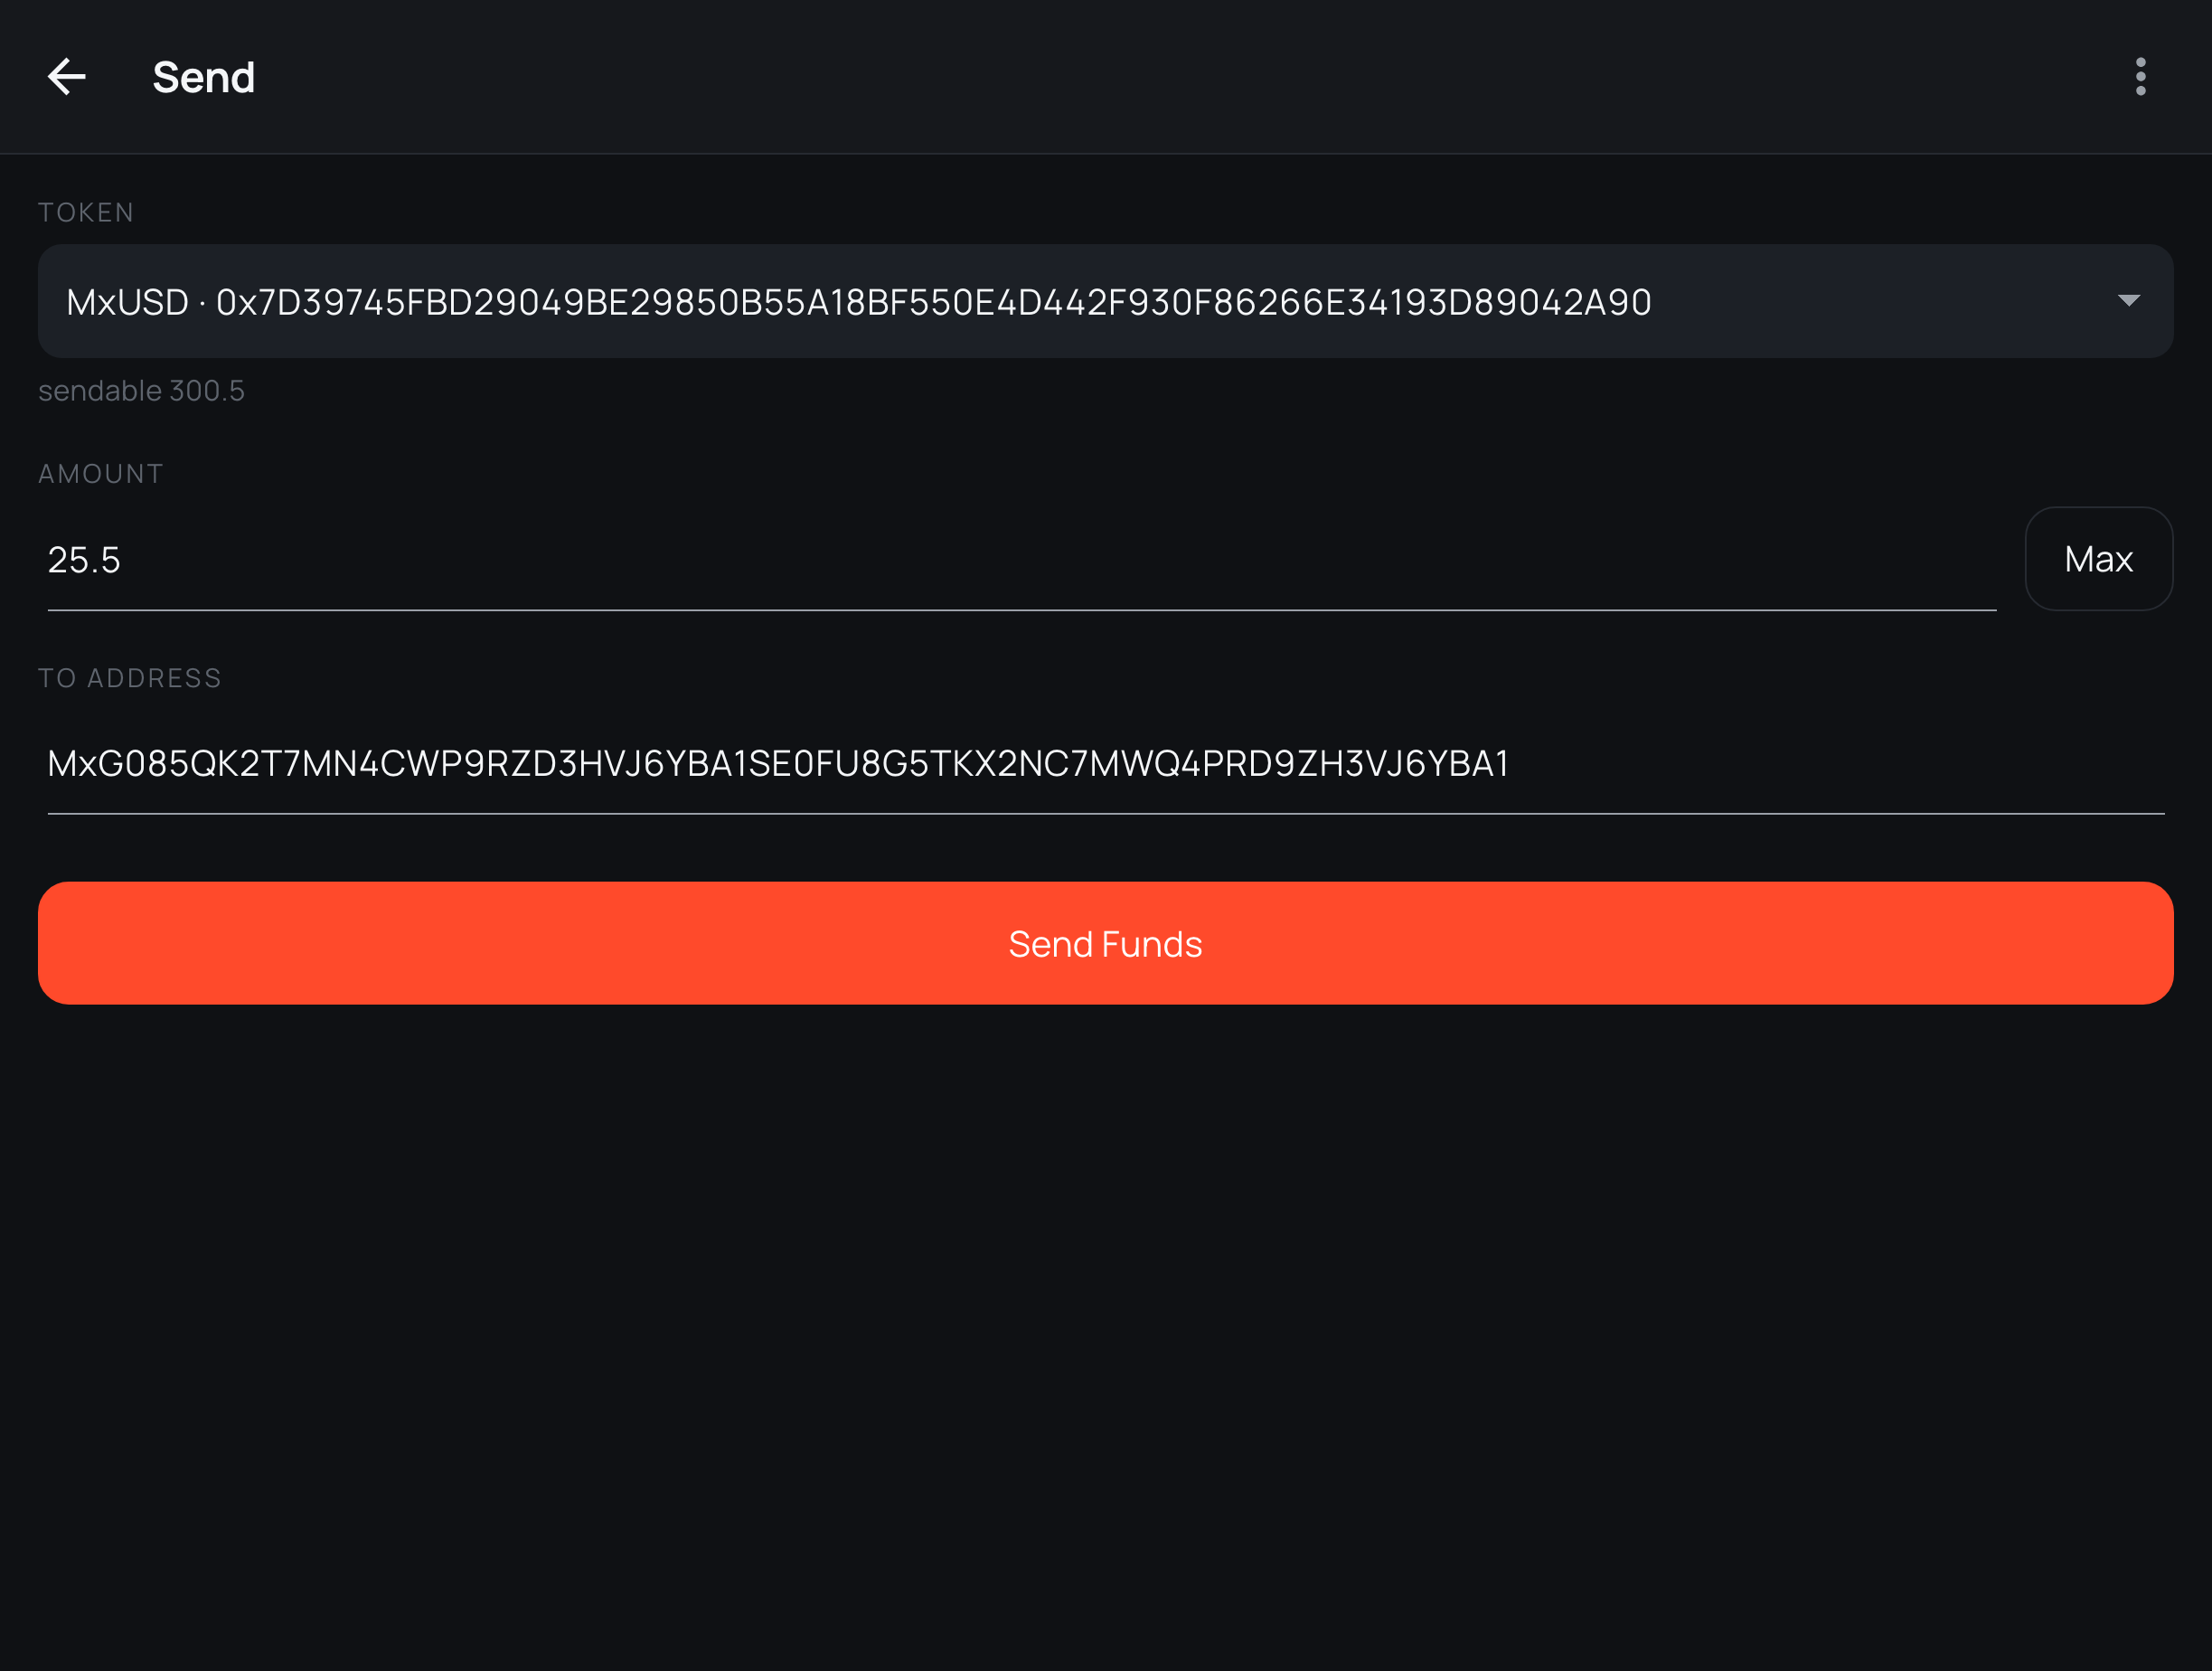 Send
TOKEN
MxUSD · 0x7D39745FBD29049BE29850B55A18BF550E4D442F930F86266E34193D89042A90
sendable 300.5
AMOUNT
25.5
Max
TO ADDRESS
MxG085QK2T7MN4CWP9RZD3HVJ6YBA1SE0FU8G5TKX2NC7MWQ4PRD9ZH3VJ6YBA1
Send Funds